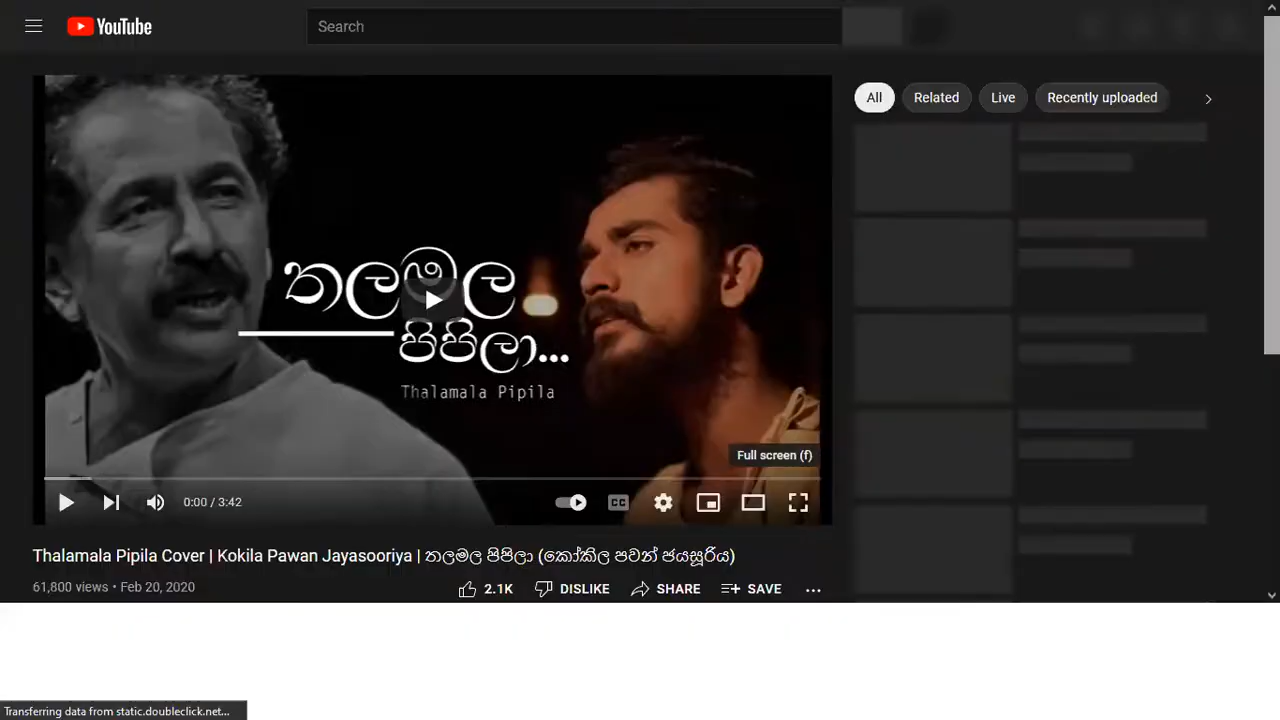 YouTube
Search
All
Related
Live
Recently uploaded
තලමල
පිපිලා...
Thalamala Pipila
Full screen (f)
0:00 / 3:42
CC
Thalamala Pipila Cover | Kokila Pawan Jayasooriya | තලමල පිපිලා (කෝකිල පවන් ජයසූරිය)
61,800 views • Feb 20, 2020
2.1K
DISLIKE
SHARE
SAVE
Transferring data from static.doubleclick.net...